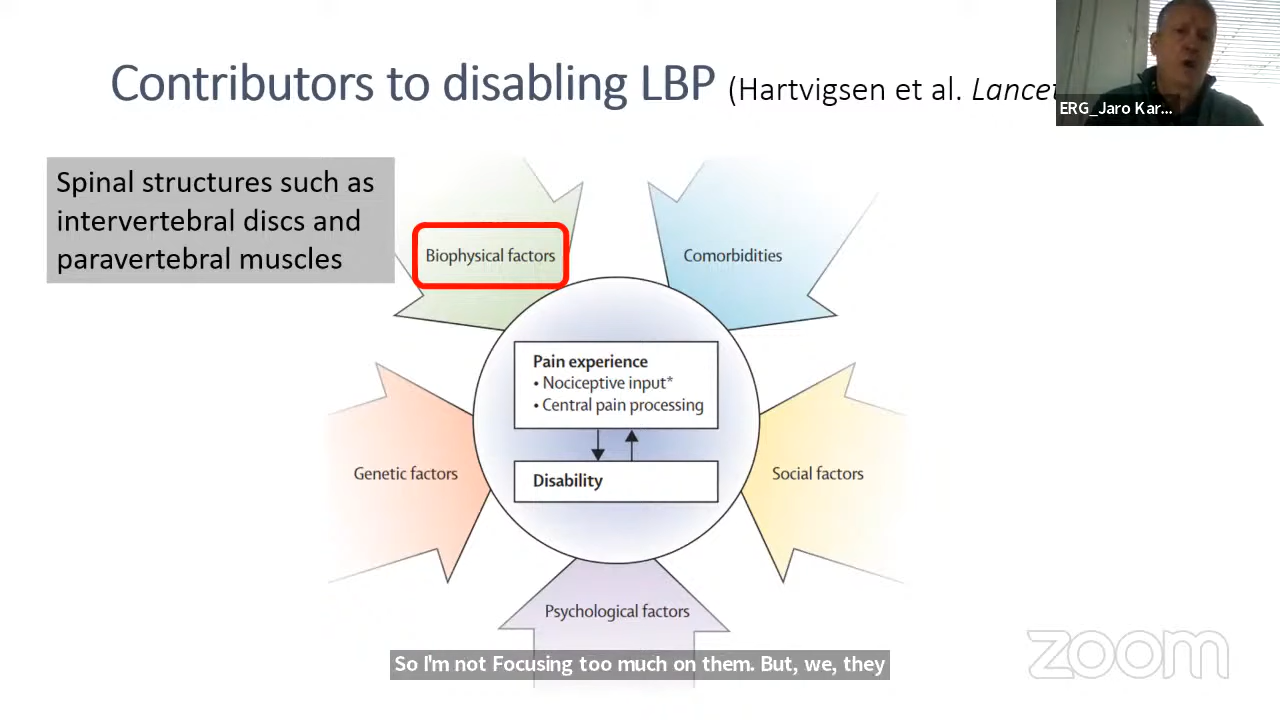 Contributors to disabling LBP (Hartvigsen et al. Lancet
ERG_Jaro Kar...
Spinal structures such as
intervertebral discs and
paravertebral muscles
Biophysical factors
Comorbidities
Pain experience
• Nociceptive input*
• Central pain processing
Disability
Genetic factors
Social factors
Psychological factors
So I'm not Focusing too much on them. But, we, they
zoom